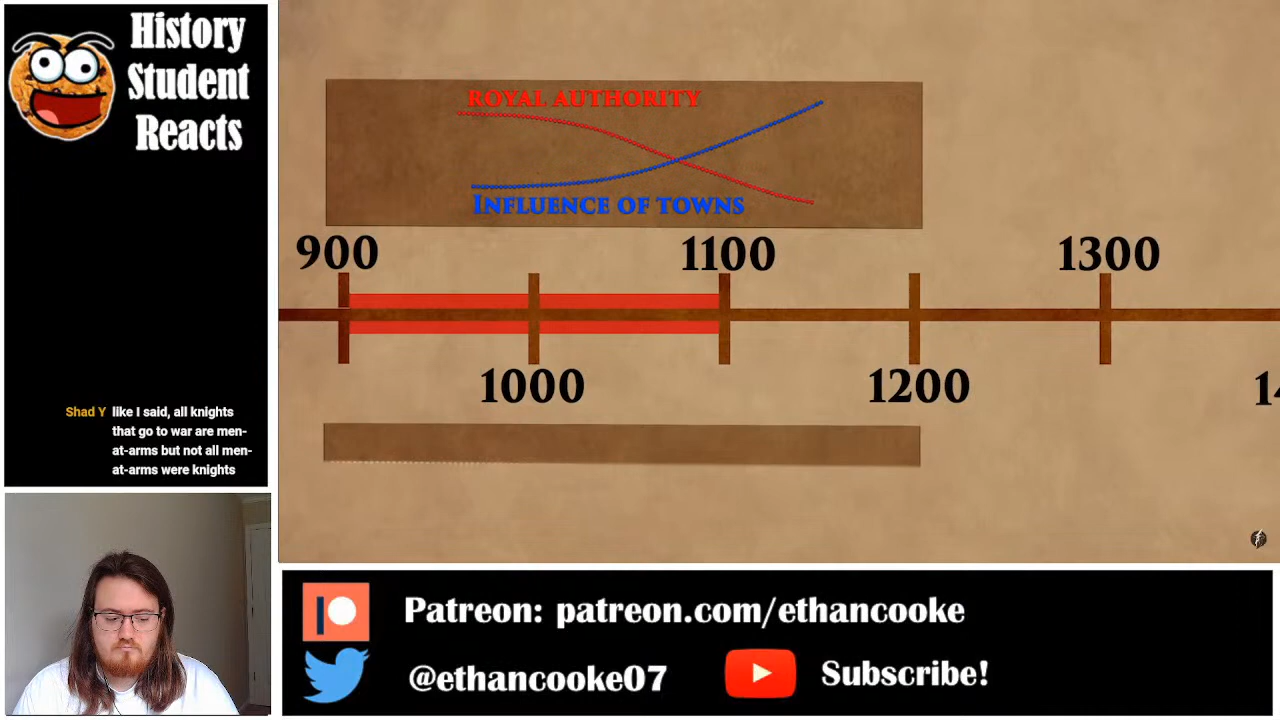 History
Student
Reacts
ROYAL AUTHORITY
INFLUENCE OF TOWNS
900
1100
1300
1000
1200
Shad Y like I said, all knights
that go to war are men-
at-arms but not all men-
at-arms were knights
Patreon: patreon.com/ethancooke
@ethancooke07
Subscribe!